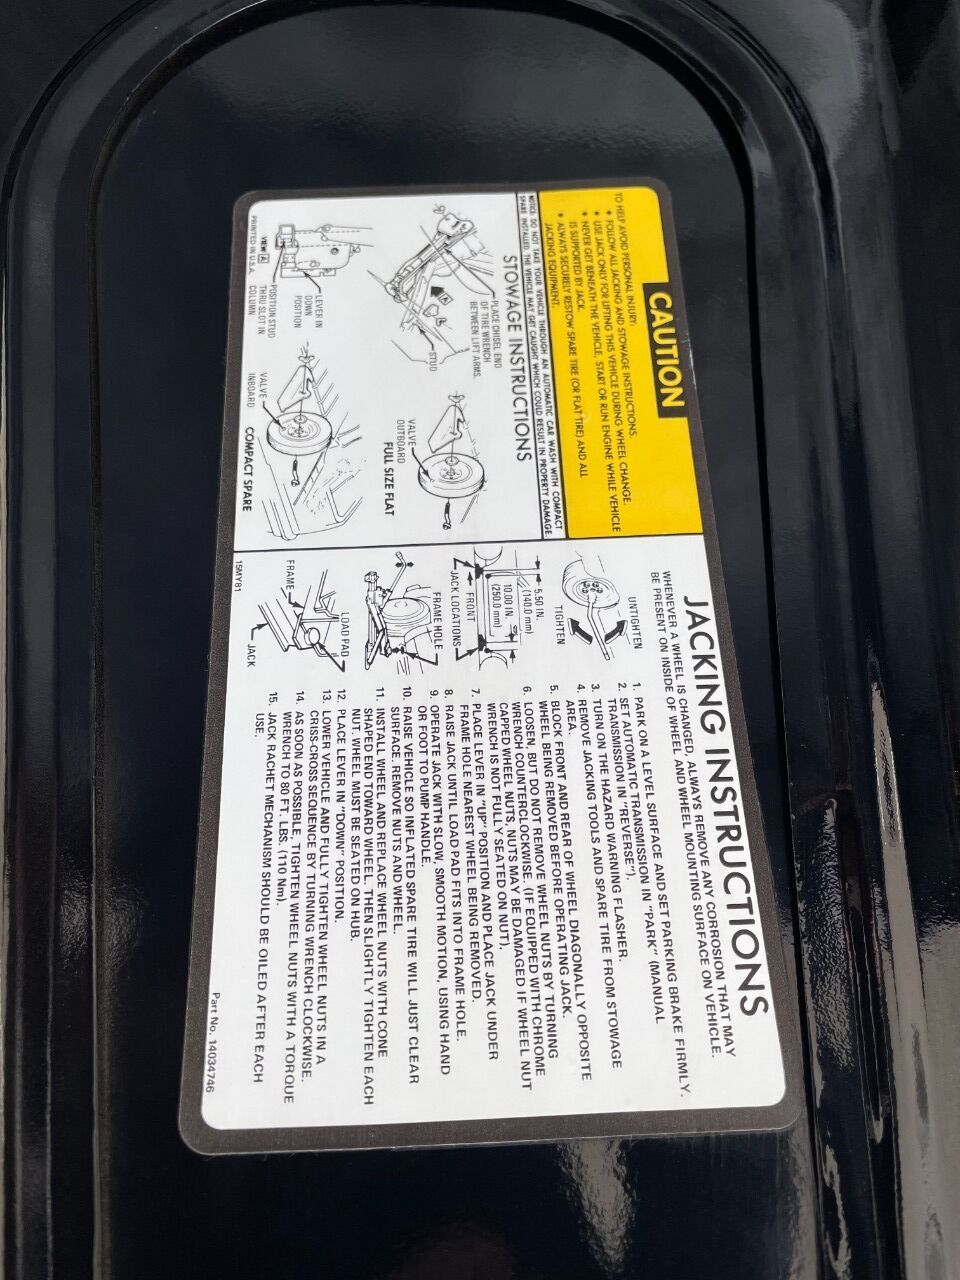 CAUTION
TO HELP AVOID PERSONAL INJURY:
• FOLLOW ALL JACKING AND STOWAGE INSTRUCTIONS.
• USE JACK ONLY FOR LIFTING THIS VEHICLE DURING WHEEL CHANGE.
• NEVER GET BENEATH THE VEHICLE, START OR RUN ENGINE WHILE VEHICLE
IS SUPPORTED BY JACK.
• ALWAYS SECURELY RESTOW SPARE TIRE (OR FLAT TIRE) AND ALL
JACKING EQUIPMENT.
NOTICE: DO NOT TAKE YOUR VEHICLE THROUGH AN AUTOMATIC CAR WASH WITH COMPACT
SPARE INSTALLED. THE VEHICLE MAY GET CAUGHT WHICH COULD RESULT IN PROPERTY DAMAGE.
STOWAGE INSTRUCTIONS
PLACE CHISEL END
OF TIRE WRENCH
BETWEEN LIFT ARMS.
A
STUD
VALVE
OUTBOARD
FULL SIZE FLAT
LEVER IN
DOWN
POSITION
POSITION STUD
THRU SLOT IN
COLUMN
VIEW A
VALVE
INBOARD
COMPACT SPARE
PRINTED IN U.S.A.
JACKING INSTRUCTIONS
WHENEVER A WHEEL IS CHANGED, ALWAYS REMOVE ANY CORROSION THAT MAY
BE PRESENT ON INSIDE OF WHEEL AND WHEEL MOUNTING SURFACE ON VEHICLE.
UNTIGHTEN
TIGHTEN
5.50 IN.
(140.0 mm)
10.00 IN.
(250.0 mm)
FRONT
JACK LOCATIONS
FRAME HOLE
LOAD PAD
FRAME
JACK
1. PARK ON A LEVEL SURFACE AND SET PARKING BRAKE FIRMLY.
2. SET AUTOMATIC TRANSMISSION IN "PARK" (MANUAL
TRANSMISSION IN "REVERSE").
3. TURN ON THE HAZARD WARNING FLASHER.
4. REMOVE JACKING TOOLS AND SPARE TIRE FROM STOWAGE
AREA.
5. BLOCK FRONT AND REAR OF WHEEL DIAGONALLY OPPOSITE
WHEEL BEING REMOVED BEFORE OPERATING JACK.
6. LOOSEN, BUT DO NOT REMOVE WHEEL NUTS BY TURNING
WRENCH COUNTERCLOCKWISE. (IF EQUIPPED WITH CHROME
CAPPED WHEEL NUTS, NUTS MAY BE DAMAGED IF WHEEL NUT
WRENCH IS NOT FULLY SEATED ON NUT).
7. PLACE LEVER IN "UP" POSITION AND PLACE JACK UNDER
FRAME HOLE NEAREST WHEEL BEING REMOVED.
8. RAISE JACK UNTIL LOAD PAD FITS INTO FRAME HOLE.
9. OPERATE JACK WITH SLOW, SMOOTH MOTION, USING HAND
OR FOOT TO PUMP HANDLE.
10. RAISE VEHICLE SO INFLATED SPARE TIRE WILL JUST CLEAR
SURFACE. REMOVE NUTS AND WHEEL.
11. INSTALL WHEEL AND REPLACE WHEEL NUTS WITH CONE
SHAPED END TOWARD WHEEL, THEN SLIGHTLY TIGHTEN EACH
NUT. WHEEL MUST BE SEATED ON HUB.
12. PLACE LEVER IN "DOWN" POSITION.
13. LOWER VEHICLE AND FULLY TIGHTEN WHEEL NUTS IN A
CRISS-CROSS SEQUENCE BY TURNING WRENCH CLOCKWISE.
14. AS SOON AS POSSIBLE, TIGHTEN WHEEL NUTS WITH A TORQUE
WRENCH TO 80 FT. LBS. (110 Nm).
15. JACK RACHET MECHANISM SHOULD BE OILED AFTER EACH
USE.
15MY81
Part No. 14034746